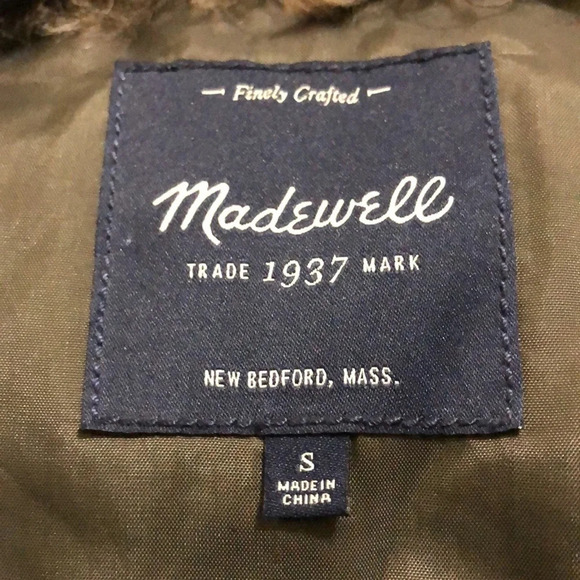 Finely Crafted
Madewell
TRADE 1937 MARK
NEW BEDFORD, MASS.
S
MADE IN
CHINA